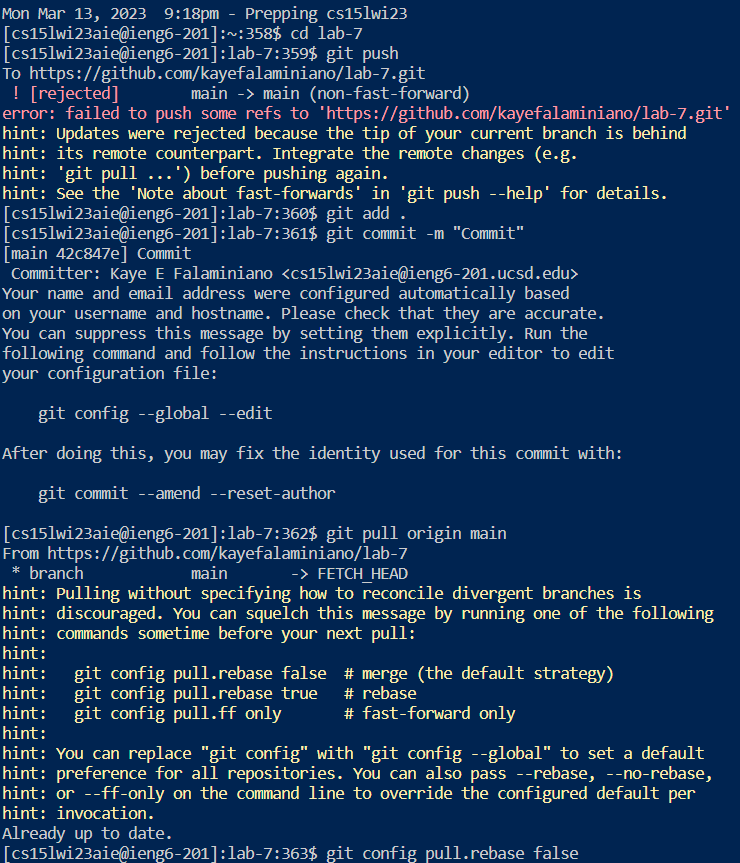 Mon Mar 13, 2023  9:18pm - Prepping cs15lwi23
[cs15lwi23aie@ieng6-201]:~:358$ cd lab-7
[cs15lwi23aie@ieng6-201]:lab-7:359$ git push
To https://github.com/kayefalaminiano/lab-7.git
 ! [rejected]        main -> main (non-fast-forward)
error: failed to push some refs to 'https://github.com/kayefalaminiano/lab-7.git'
hint: Updates were rejected because the tip of your current branch is behind
hint: its remote counterpart. Integrate the remote changes (e.g.
hint: 'git pull ...') before pushing again.
hint: See the 'Note about fast-forwards' in 'git push --help' for details.
[cs15lwi23aie@ieng6-201]:lab-7:360$ git add .
[cs15lwi23aie@ieng6-201]:lab-7:361$ git commit -m "Commit"
[main 42c847e] Commit
 Committer: Kaye E Falaminiano <cs15lwi23aie@ieng6-201.ucsd.edu>
Your name and email address were configured automatically based
on your username and hostname. Please check that they are accurate.
You can suppress this message by setting them explicitly. Run the
following command and follow the instructions in your editor to edit
your configuration file:

    git config --global --edit

After doing this, you may fix the identity used for this commit with:

    git commit --amend --reset-author

[cs15lwi23aie@ieng6-201]:lab-7:362$ git pull origin main
From https://github.com/kayefalaminiano/lab-7
 * branch            main       -> FETCH_HEAD
hint: Pulling without specifying how to reconcile divergent branches is
hint: discouraged. You can squelch this message by running one of the following
hint: commands sometime before your next pull:
hint:
hint:   git config pull.rebase false  # merge (the default strategy)
hint:   git config pull.rebase true   # rebase
hint:   git config pull.ff only       # fast-forward only
hint:
hint: You can replace "git config" with "git config --global" to set a default
hint: preference for all repositories. You can also pass --rebase, --no-rebase,
hint: or --ff-only on the command line to override the configured default per
hint: invocation.
Already up to date.
[cs15lwi23aie@ieng6-201]:lab-7:363$ git config pull.rebase false